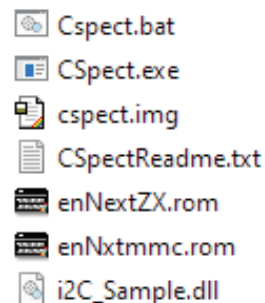 Cspect.bat
CSpect.exe
cspect.img
CSpectReadme.txt
enNextZX.rom
enNxtmmc.rom
i2C_Sample.dll